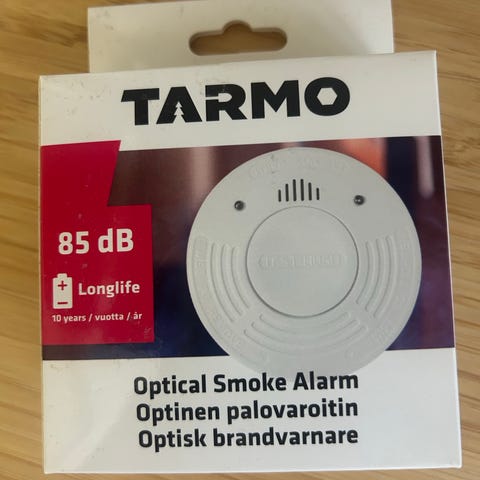 TARMO
85 dB
Longlife
10 years / vuotta / år
Optical Smoke Alarm
Optinen palovaroitin
Optisk brandvarnare